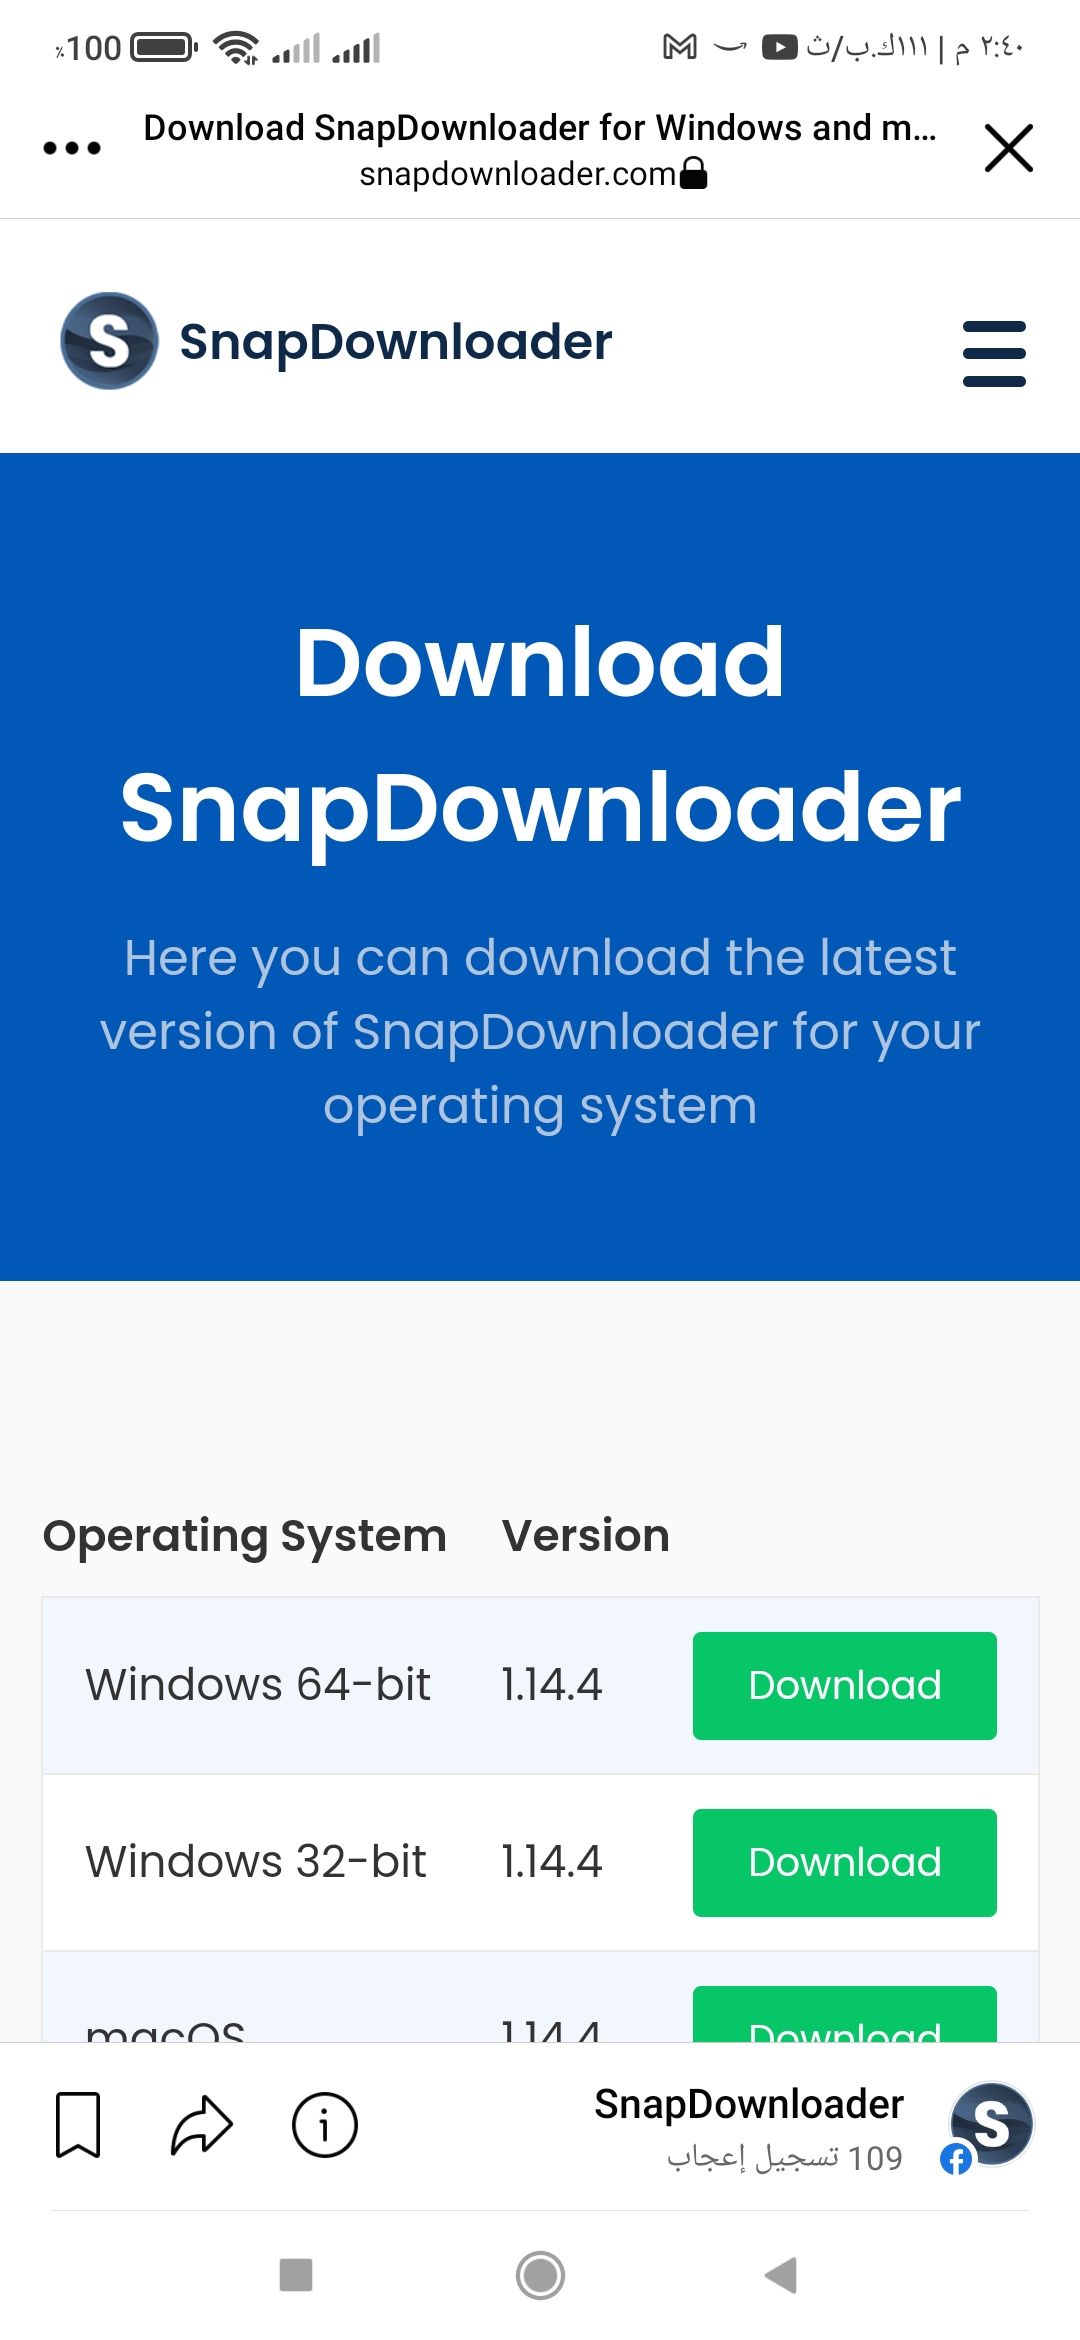 ٪100
٢:٤٠ م | ١١١ك.ب/ث
Download SnapDownloader for Windows and m...
snapdownloader.com
S SnapDownloader
Download
SnapDownloader
Here you can download the latest
version of SnapDownloader for your
operating system
Operating System Version
Windows 64-bit 1.14.4 Download
Windows 32-bit 1.14.4 Download
macOS 1.14.4 Download
SnapDownloader
109 تسجيل إعجاب